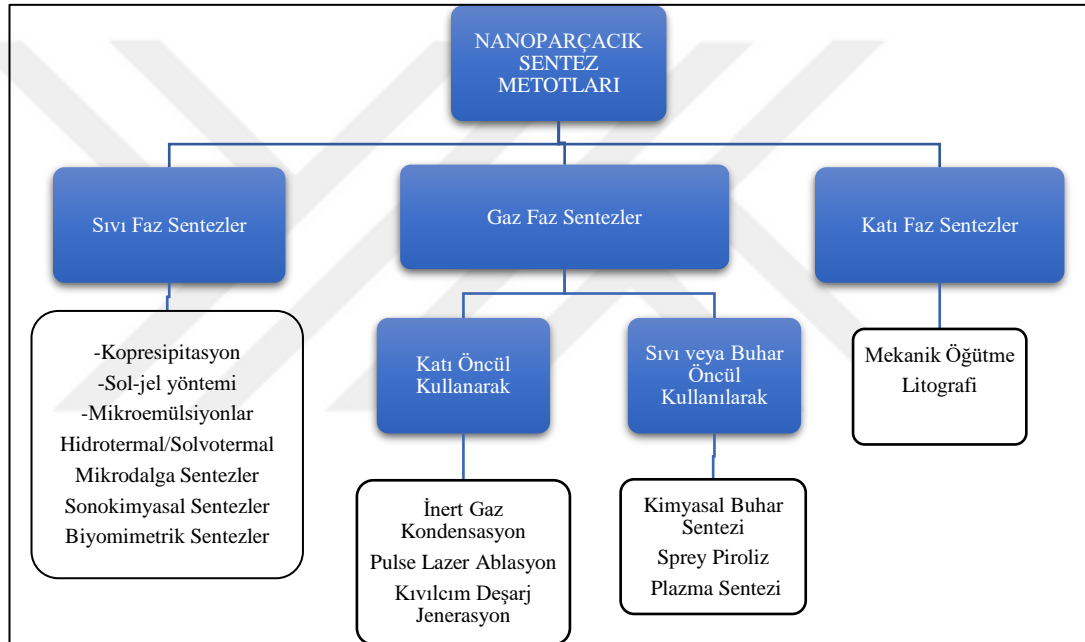 NANOPARÇACIK
SENTEZ
METOTLARI
Sıvı Faz Sentezler
Gaz Faz Sentezler
Katı Faz Sentezler
-Kopresipitasyon
-Sol-jel yöntemi
-Mikroemülsiyonlar
Hidrotermal/Solvotermal
Mikrodalga Sentezler
Sonokimyasal Sentezler
Biyomimetrik Sentezler
Katı Öncül
Kullanarak
Sıvı veya Buhar
Öncül
Kullanılarak
Mekanik Öğütme
Litografi
İnert Gaz
Kondensasyon
Pulse Lazer Ablasyon
Kıvılcım Deşarj
Jenerasyon
Kimyasal Buhar
Sentezi
Sprey Piroliz
Plazma Sentezi